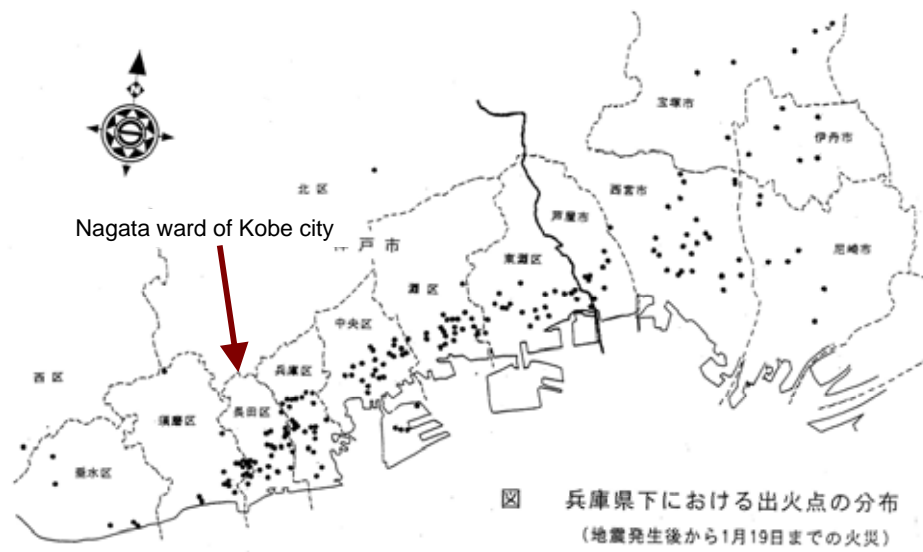 宝塚市
伊丹市
北区
西宮市
芦屋市
Nagata ward of Kobe city
戸市
東灘区
尼崎市
灘区
中央区
兵庫区
西区
長田区
須磨区
垂水区
図 兵庫県下における出火点の分布
(地震発生後から1月19日までの火災)